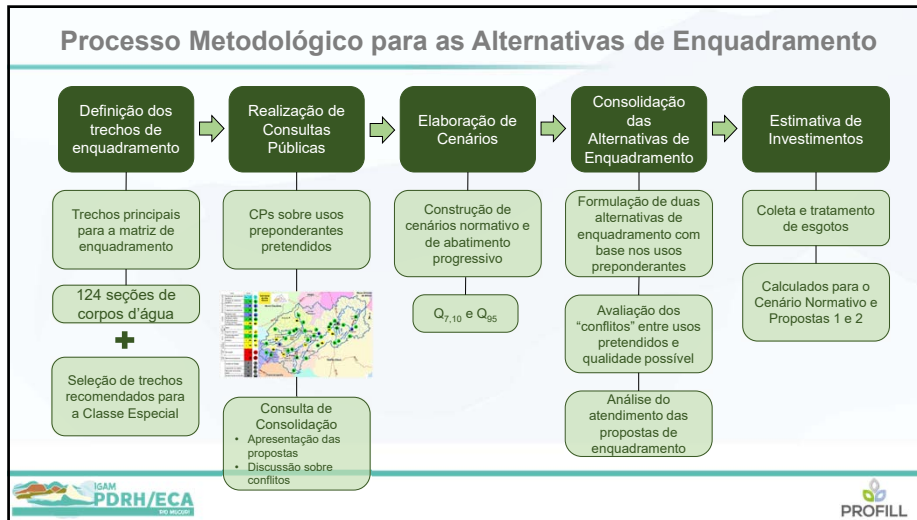 Processo Metodológico para as Alternativas de Enquadramento
Definição dos
trechos de
enquadramento
Trechos principais
para a matriz de
enquadramento
124 seções de
corpos d'água
+
Seleção de trechos
recomendados para
a Classe Especial
Realização de
Consultas
Públicas
CPs sobre usos
preponderantes
pretendidos
Consulta de
Consolidação
• Apresentação das
propostas
• Discussão sobre
conflitos
Elaboração de
Cenários
Construção de
cenários normativo e
de abatimento
progressivo
Q7,10 e Q95
Consolidação
das
Alternativas de
Enquadramento
Formulação de duas
alternativas de
enquadramento com
base nos usos
preponderantes
Avaliação dos
"conflitos" entre usos
pretendidos e
qualidade possível
Análise do
atendimento das
propostas de
enquadramento
Estimativa de
Investimentos
Coleta e tratamento
de esgotos
Calculados para o
Cenário Normativo e
Propostas 1 e 2
IGAM
PDRH/ECA
RIO MUCURI
PROFILL